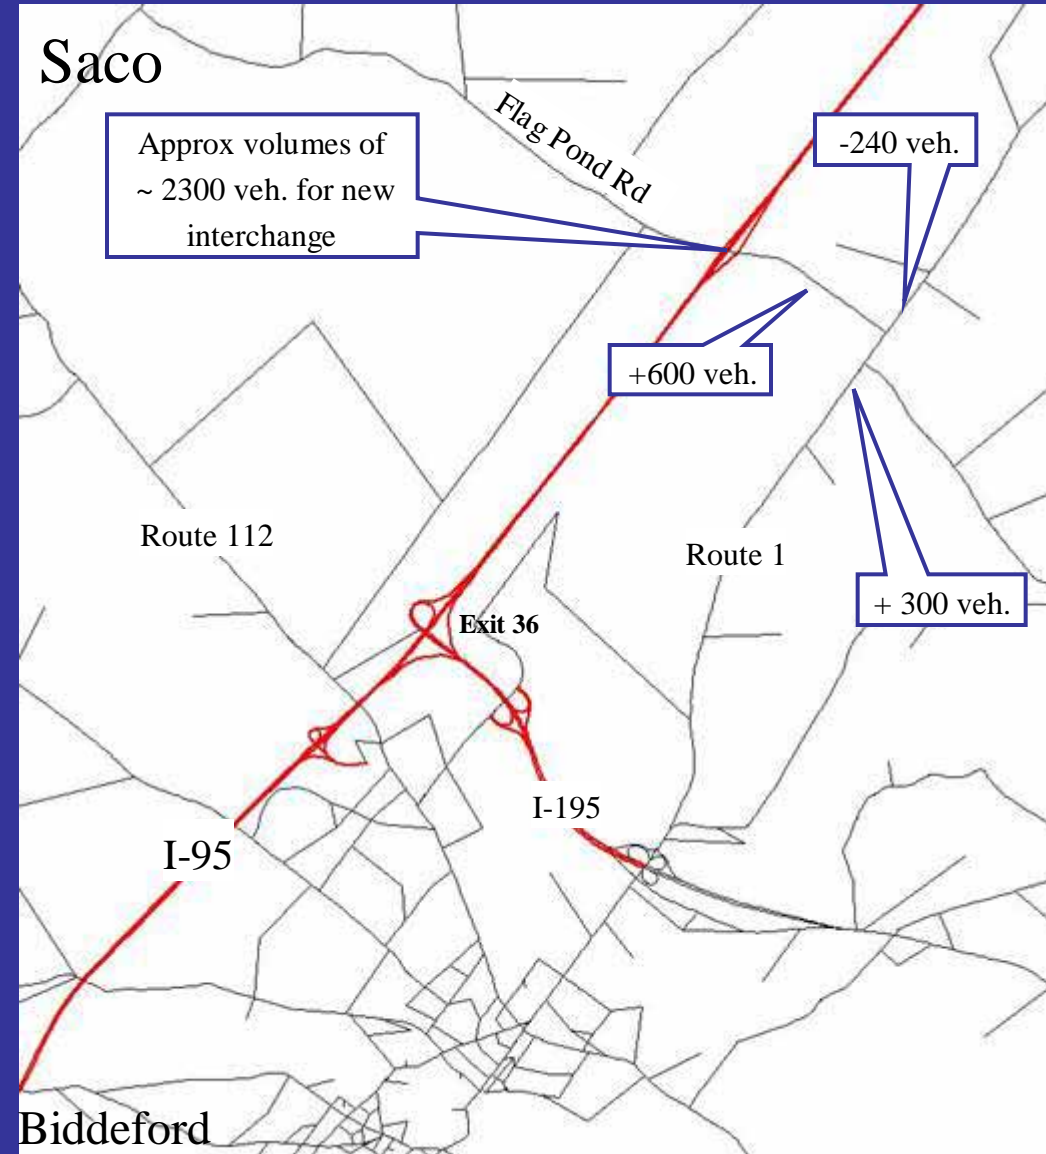 Saco
Flag Pond Rd
Approx volumes of
~ 2300 veh. for new
interchange
-240 veh.
+600 veh.
Route 112
Route 1
+ 300 veh.
Exit 36
I-195
I-95
Biddeford